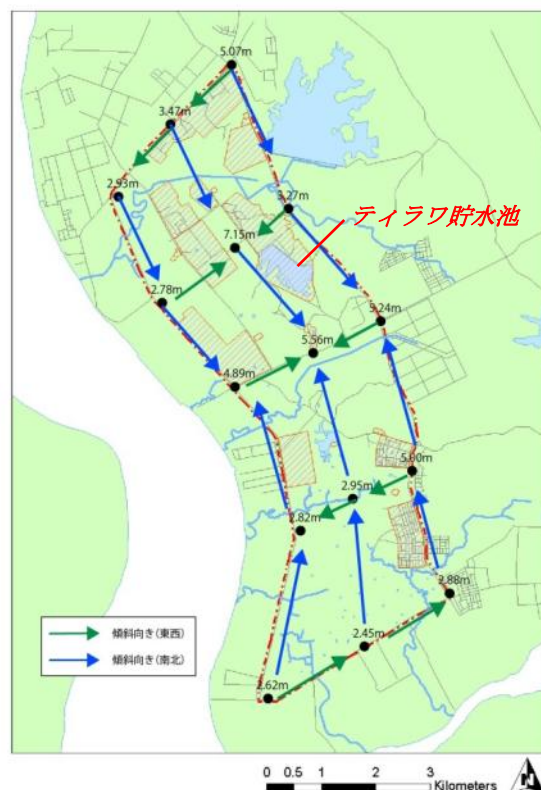 5.07m
3.47m
2.93m
3.27m
ティラワ貯水池
7.15m
2.78m
5.24m
5.56m
4.89m
5.00m
2.95m
2.82m
2.88m
2.45m
2.62m
傾斜向き(東西)
傾斜向き(南北)
0 0.5 1 2 3
Kilometers
N